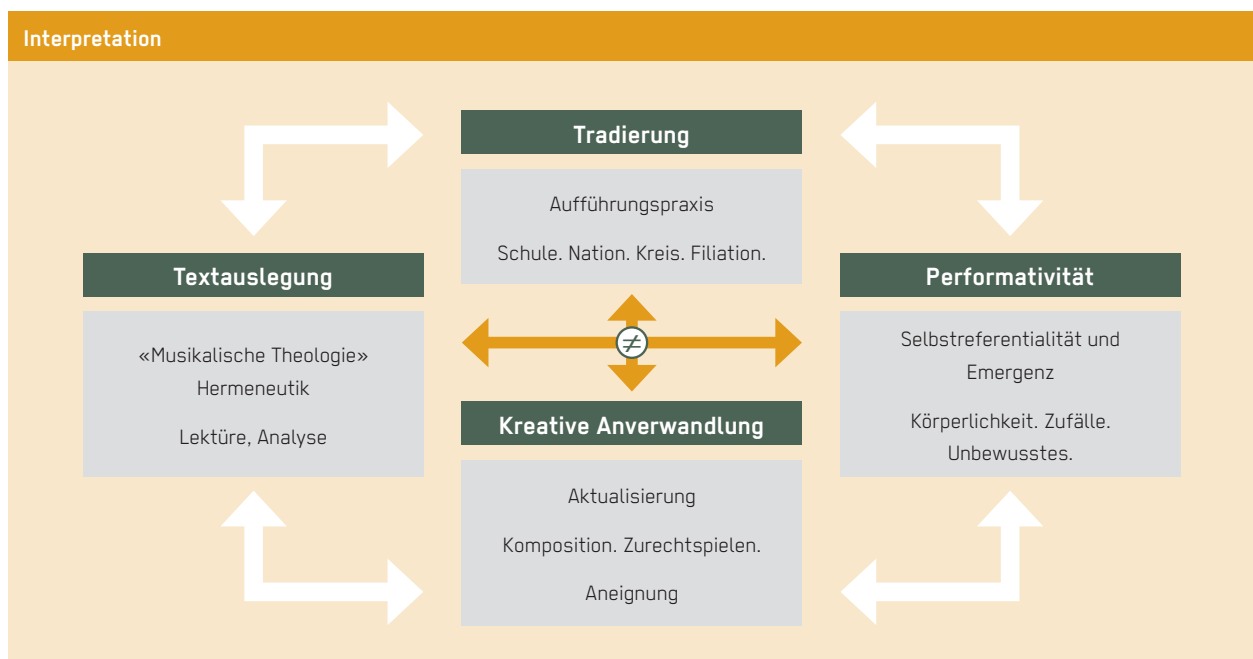 Interpretation
Tradierung
Aufführungspraxis
Schule. Nation. Kreis. Filiation.
Textauslegung
«Musikalische Theologie»
Hermeneutik
Lektüre, Analyse
≠
Performativität
Selbstreferentialität und
Emergenz
Körperlichkeit. Zufälle.
Unbewusstes.
Kreative Anverwandlung
Aktualisierung
Komposition. Zurechtspielen.
Aneignung